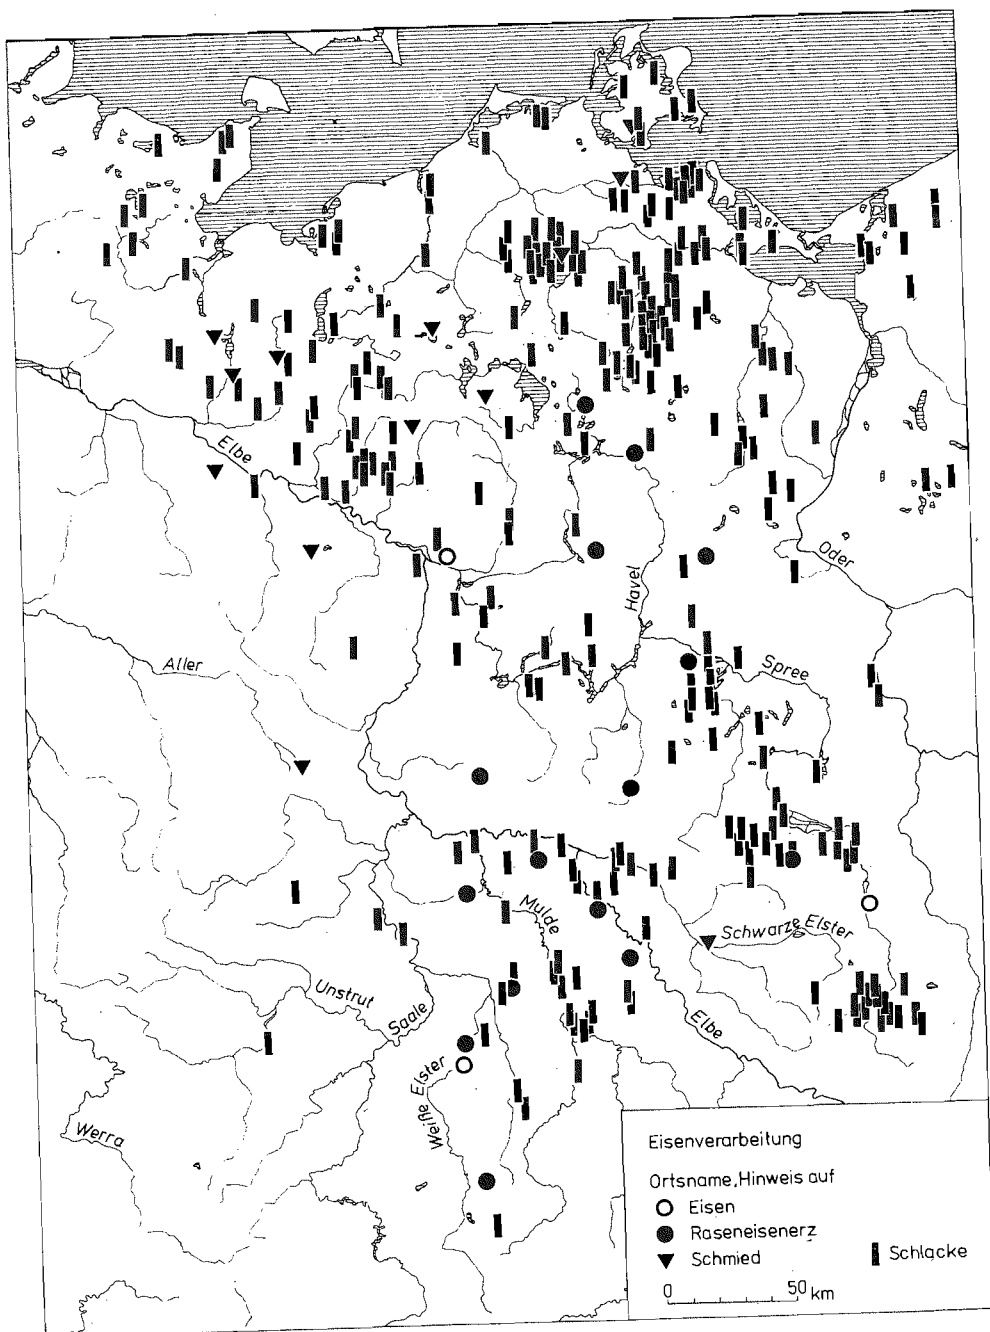 Elbe
Oder
Havel
Aller
Spree
Mulde
Schwarze Elster
Unstrut
Saale
Elbe
Weiße Elster
Werra
Eisenverarbeitung
Ortsname, Hinweis auf
Eisen
Raseneisenerz
Schmied
Schlacke
0 50 km